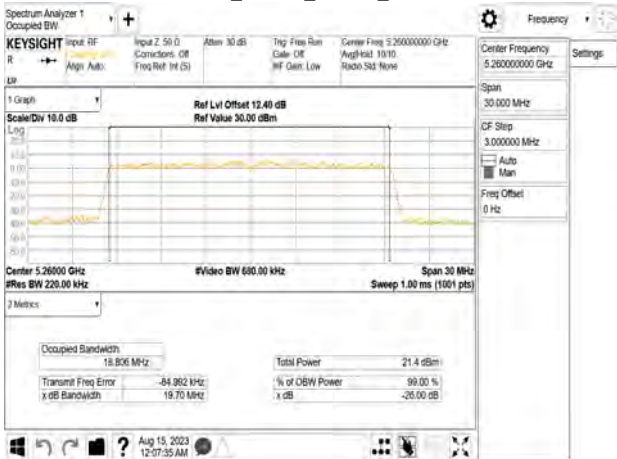 Spectrum Analyzer 1
Occupied BW
+
Frequency
KEYSIGHT Input: RF
R
Align: Auto
Input Z: 50 Ω
Corrections: Off
Freq Ref: Int (S)
Atten: 30 dB
Trig: Free Run
Gate: Off
#IF Gain: Low
Center Freq: 5.260000000 GHz
Avg|Hold: 10/10
Radio Std: None
Center Frequency
5.260000000 GHz
Settings
Span
30.000 MHz
CF Step
3.000000 MHz
Auto
Man
Freq Offset
0 Hz
1 Graph
Scale/Div 10.0 dB
Log
Ref Lvl Offset 12.40 dB
Ref Value 30.00 dBm
0.00
Center 5.26000 GHz
#Res BW 220.00 kHz
#Video BW 680.00 kHz
Span 30 MHz
Sweep 1.00 ms (1001 pts)
2 Metrics
Occupied Bandwidth
18.806 MHz
Total Power 21.4 dBm
Transmit Freq Error -84.992 kHz
% of OBW Power 99.00 %
x dB Bandwidth 19.70 MHz
x dB -26.00 dB
?
Aug 15, 2023
12:07:35 AM